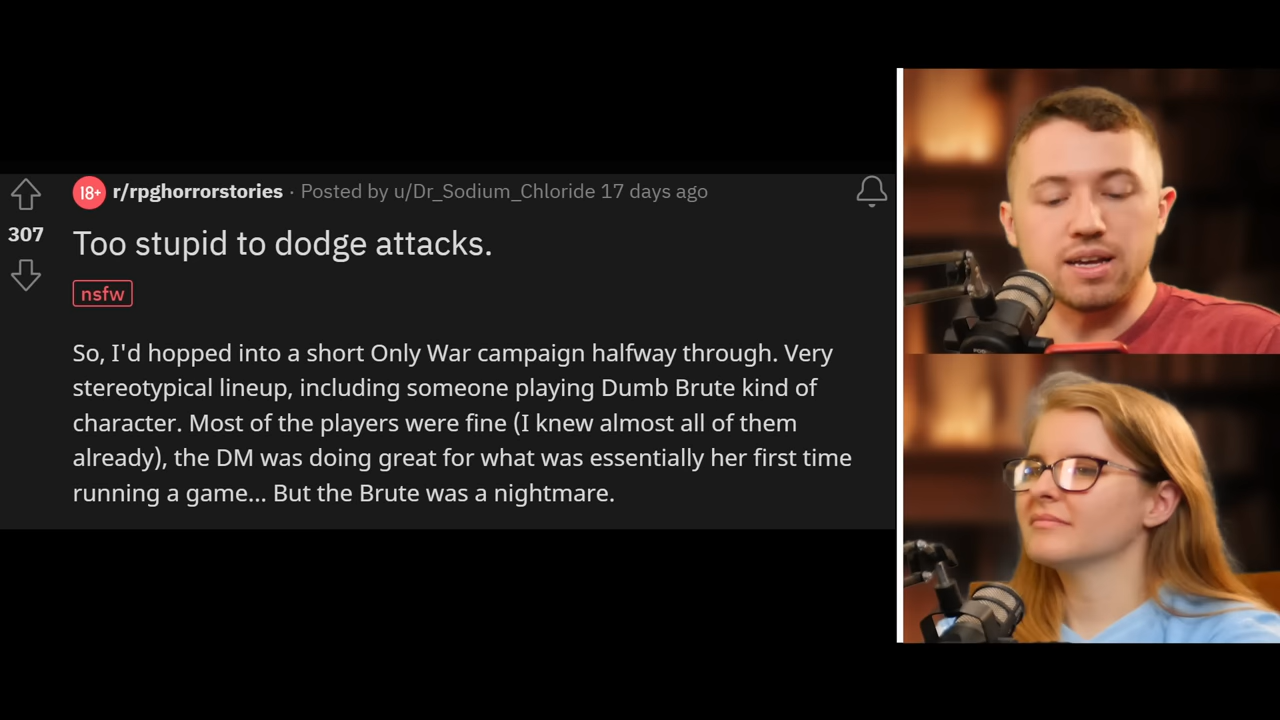 18+ r/rpghorrorstories · Posted by u/Dr_Sodium_Chloride 17 days ago
307
Too stupid to dodge attacks.
nsfw
So, I'd hopped into a short Only War campaign halfway through. Very
stereotypical lineup, including someone playing Dumb Brute kind of
character. Most of the players were fine (I knew almost all of them
already), the DM was doing great for what was essentially her first time
running a game... But the Brute was a nightmare.